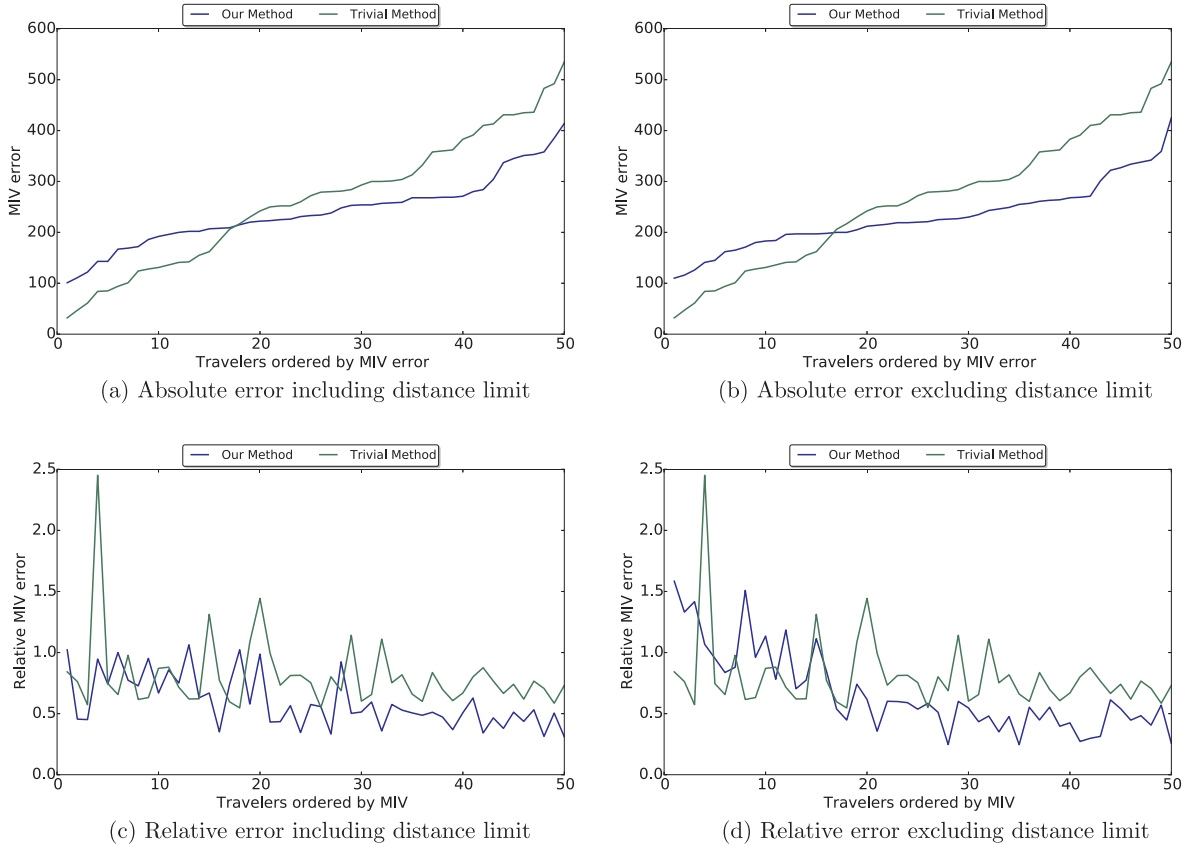 Our Method Trivial Method
600
500
400
300
200
100
0
MIV error
0 10 20 30 40 50
Travelers ordered by MIV error
(a) Absolute error including distance limit
Our Method Trivial Method
600
500
400
300
200
100
0
MIV error
0 10 20 30 40 50
Travelers ordered by MIV error
(b) Absolute error excluding distance limit
Our Method Trivial Method
2.5
2.0
1.5
1.0
0.5
0.0
Relative MIV error
0 10 20 30 40 50
Travelers ordered by MIV
(c) Relative error including distance limit
Our Method Trivial Method
2.5
2.0
1.5
1.0
0.5
0.0
Relative MIV error
0 10 20 30 40 50
Travelers ordered by MIV
(d) Relative error excluding distance limit